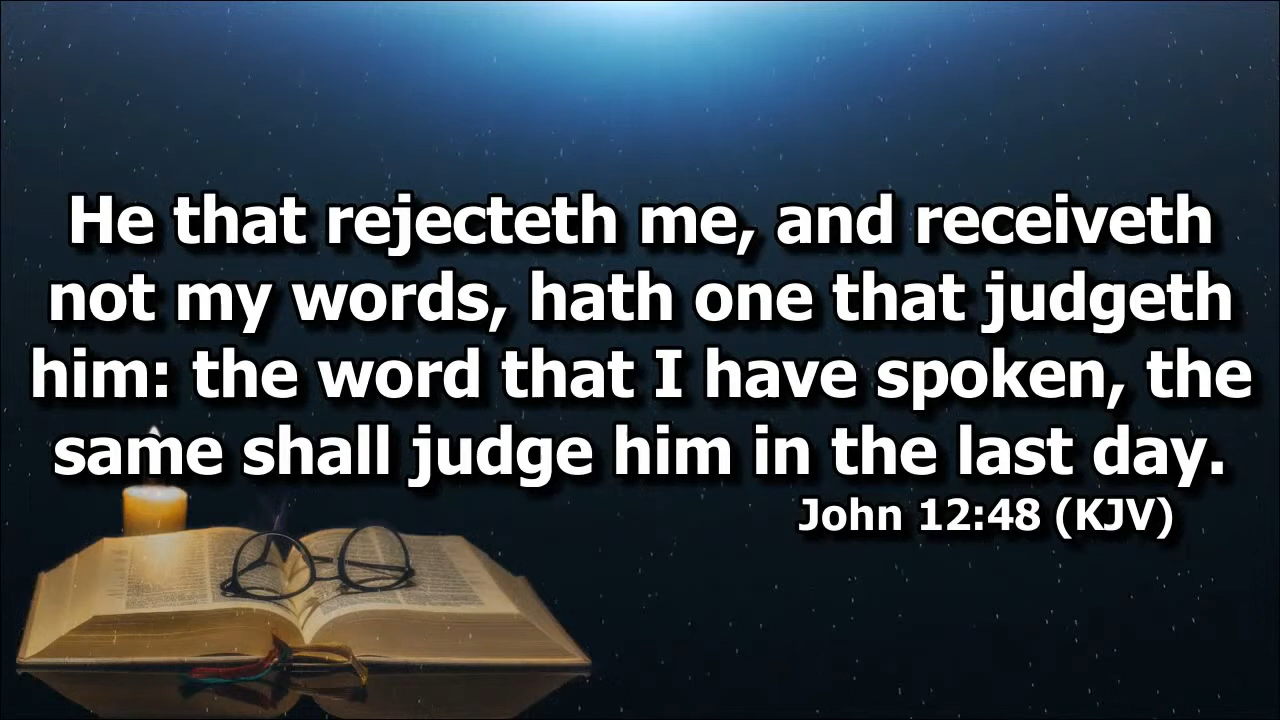 He that rejecteth me, and receiveth
not my words, hath one that judgeth
him: the word that I have spoken, the
same shall judge him in the last day.
John 12:48 (KJV)